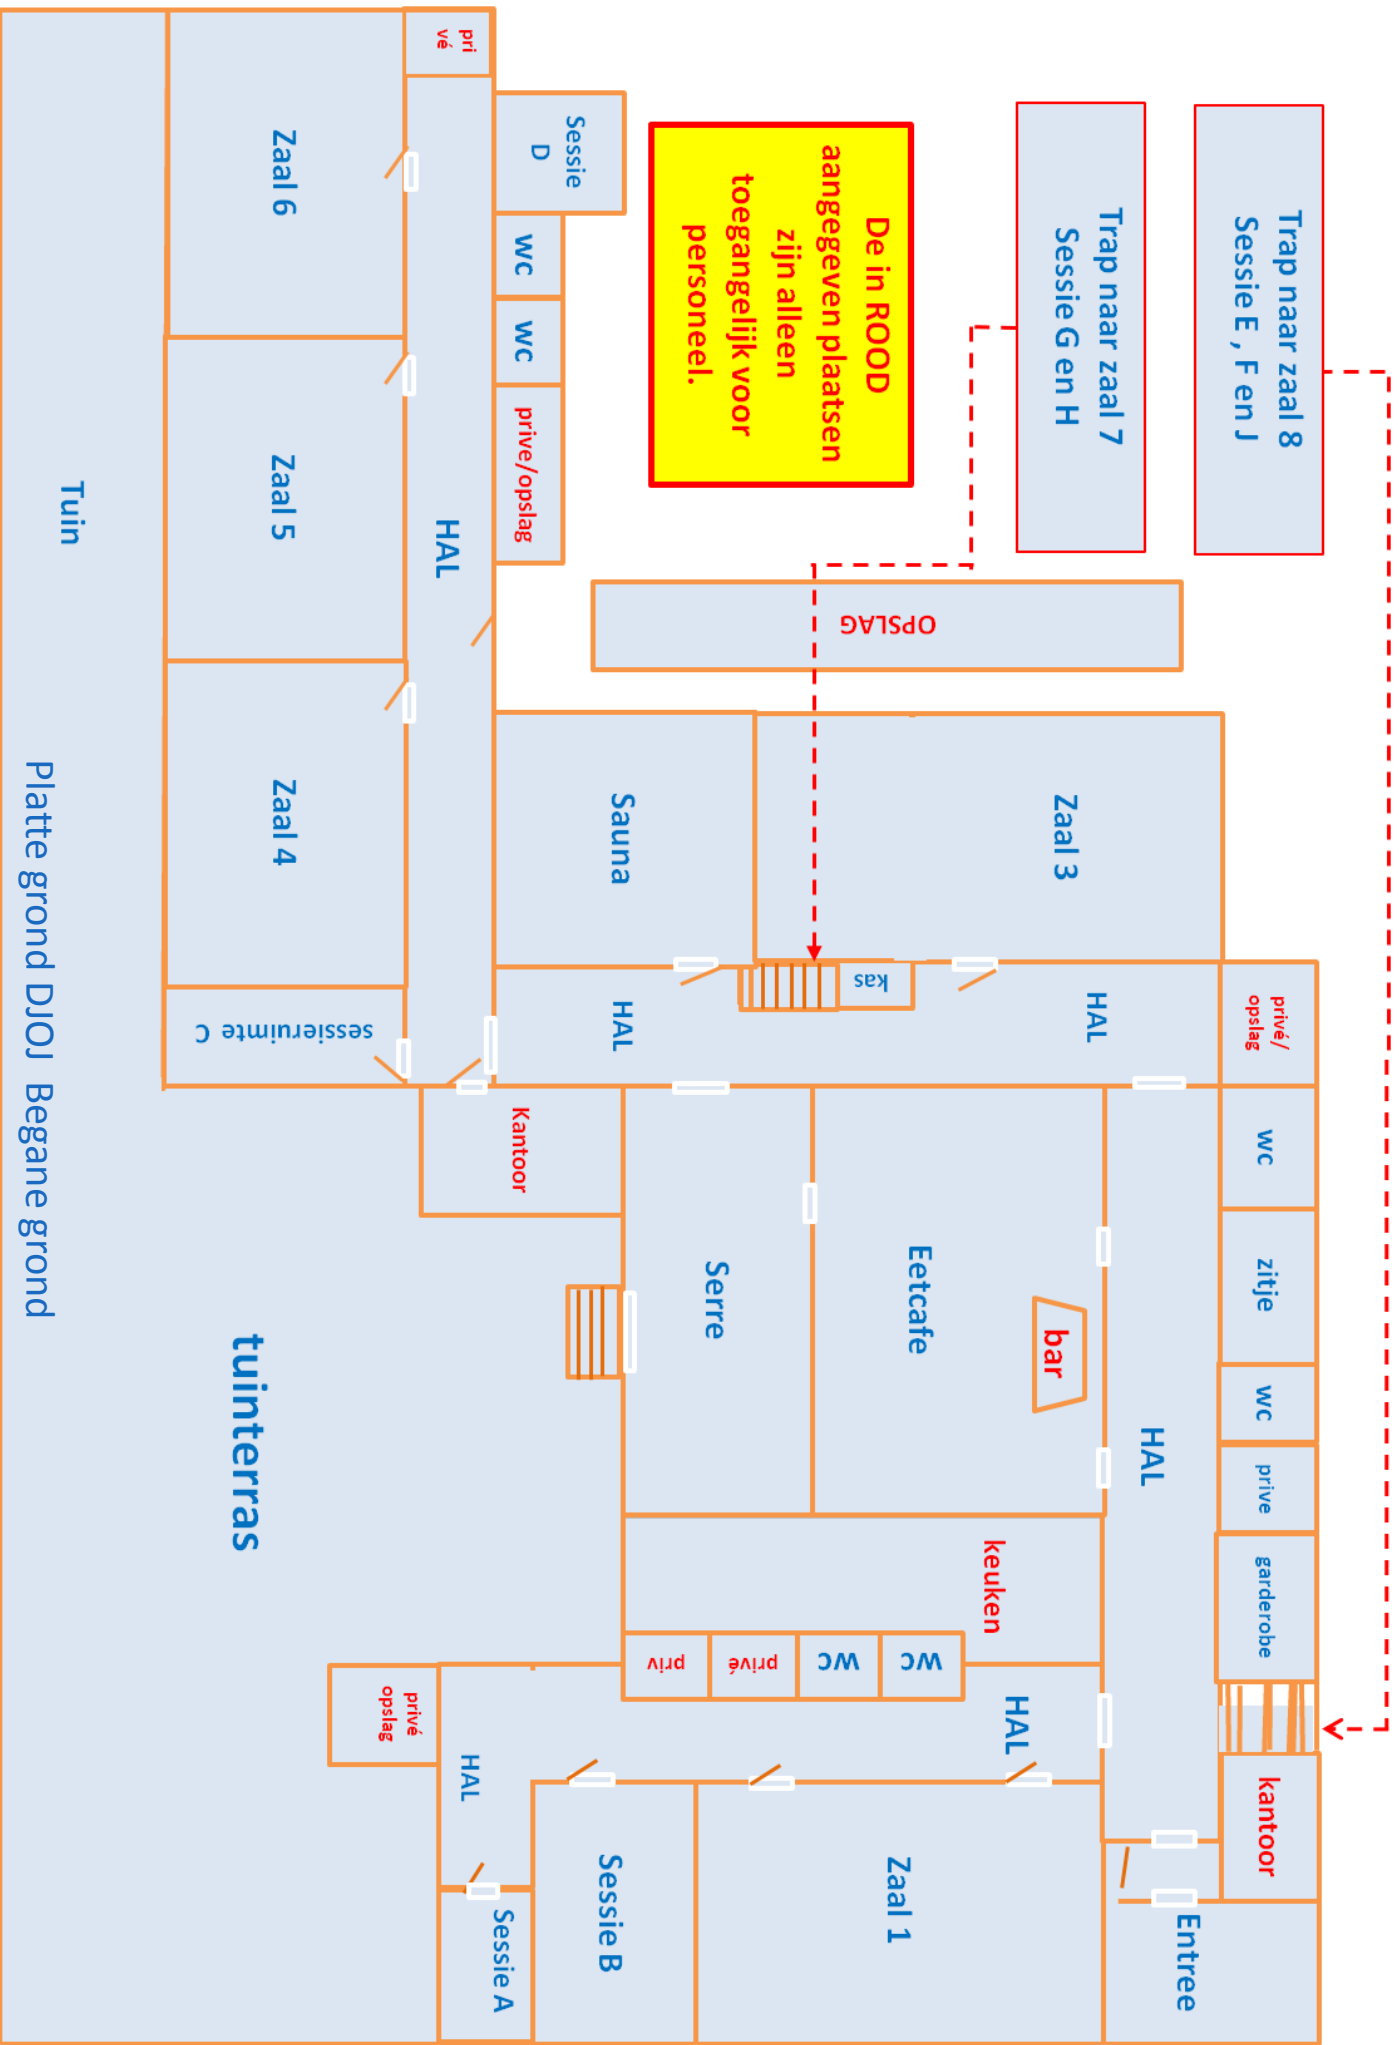 Trap naar zaal 8
Sessie E , F en J
Trap naar zaal 7
Sessie G en H
De in ROOD
aangegeven plaatsen
zijn alleen
toegangelijk voor
personeel.
OPSLAG
privé/
opslag
wc
zitje
wc
prive
garderobe
kantoor
Entree
HAL
HAL
Zaal 3
kas
Sauna
HAL
bar
Eetcafe
Serre
keuken
wc
wc
privé
priv
HAL
Zaal 1
Sessie B
HAL
Sessie A
privé
opslag
Kantoor
Sessie
D
wc
wc
prive/opslag
pri
vé
HAL
Zaal 6
Zaal 5
Zaal 4
sessieruimte C
tuinterras
Tuin
Platte grond DJOJ Begane grond